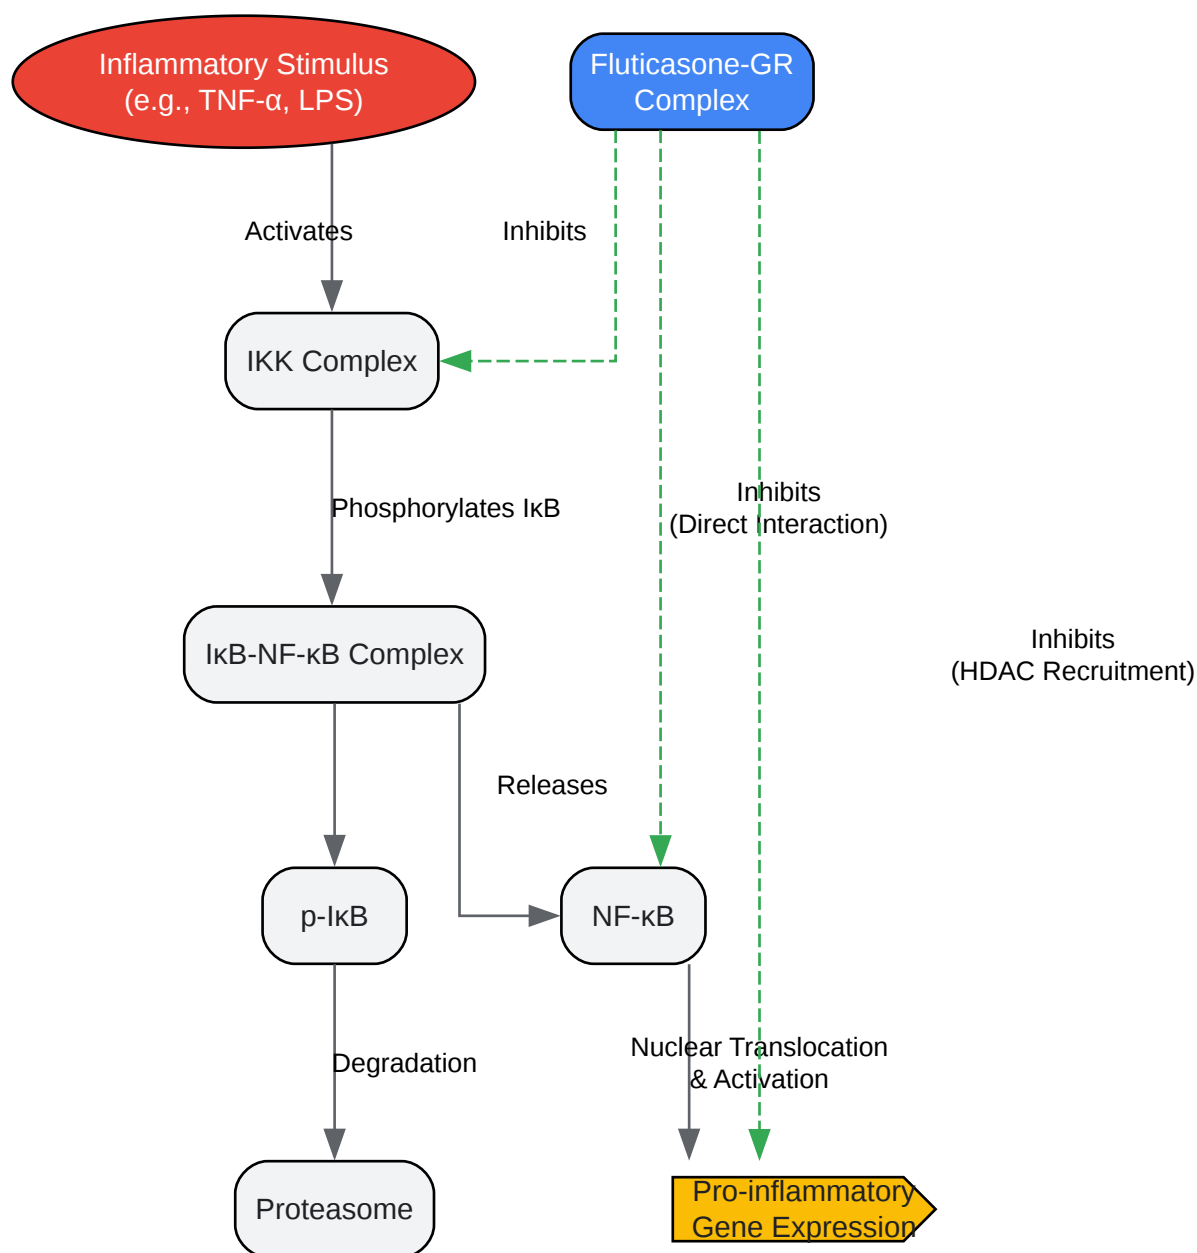 Inflammatory Stimulus
(e.g., TNF-α, LPS)
Fluticasone-GR
Complex
Activates
Inhibits
IKK Complex
Phosphorylates IκB
Inhibits
(Direct Interaction)
IκB-NF-κB Complex
Inhibits
(HDAC Recruitment)
Releases
p-IκB
NF-κB
Degradation
Nuclear Translocation
& Activation
Proteasome
Pro-inflammatory
Gene Expression